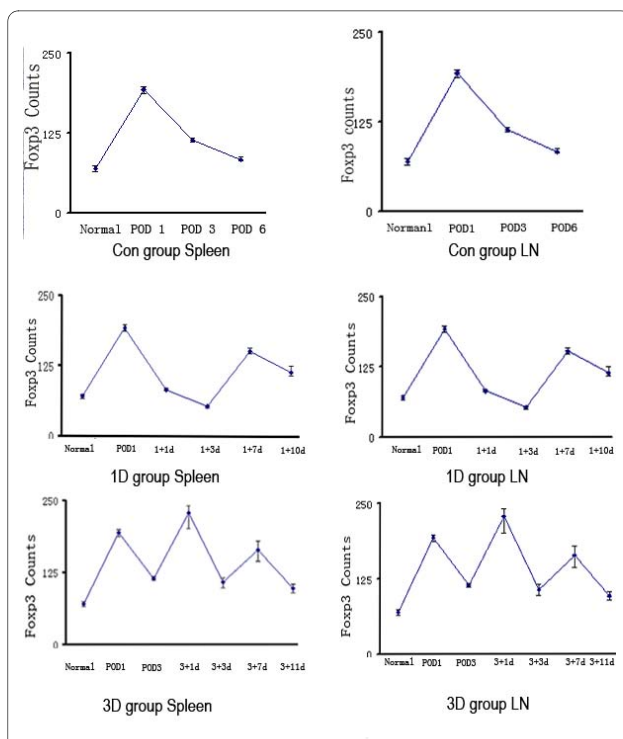 250
125
0
Foxp3 Counts
Normal POD 1 POD 3 POD 6
Con group Spleen
250
125
0
Foxp3 counts
Normanl POD1 POD3 POD6
Con group LN
250
125
0
Foxp3 Counts
Normal POD1 1+1d 1+3d 1+7d 1+10d
1D group Spleen
250
125
0
Foxp3 Counts
Normal POD1 1+1d 1+3d 1+7d 1+10d
1D group LN
250
125
0
Foxp3 Counts
Normal POD1 POD3 3+1d 3+3d 3+7d 3+11d
3D group Spleen
250
125
0
Foxp3 Counts
Normal POD1 POD3 3+1d 3+3d 3+7d 3+11d
3D group LN